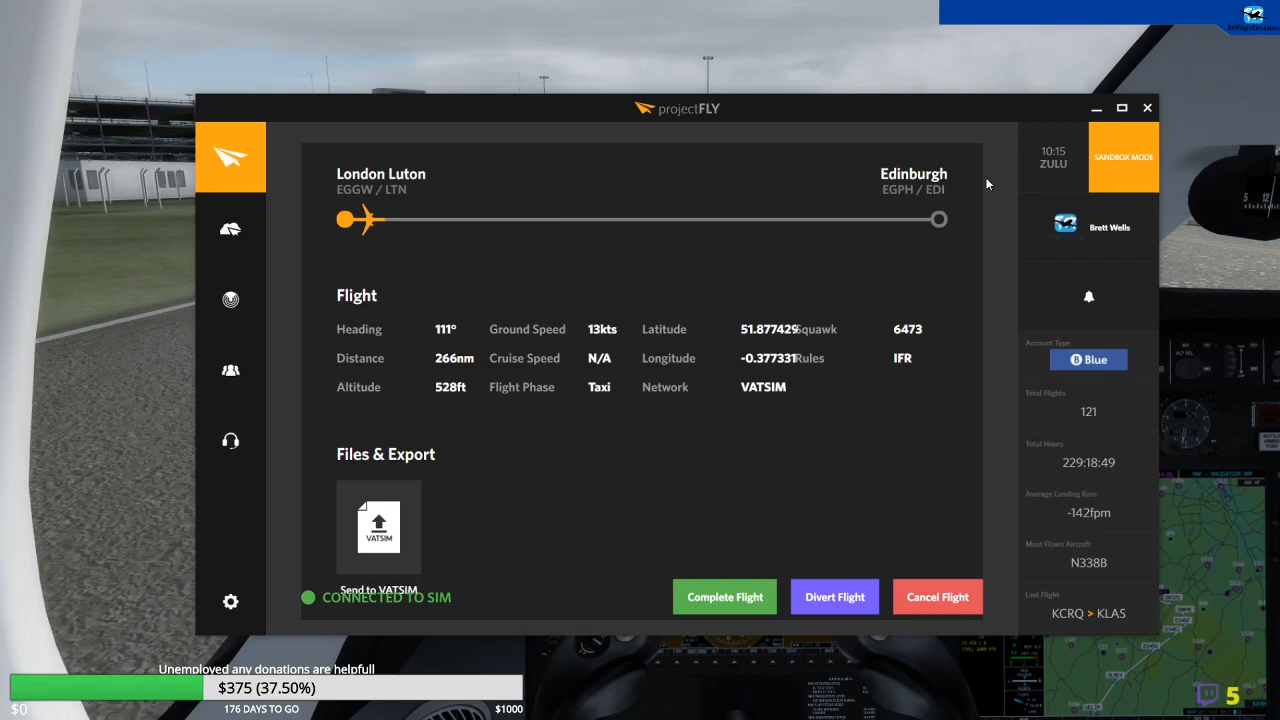 projectFLY
London Luton
EGGW / LTN
Edinburgh
EGPH / EDI
10:15
ZULU
SANDBOX MODE
Brett Wells
Flight
Heading 111° Ground Speed 13kts Latitude 51.877429 Squawk 6473
Distance 266nm Cruise Speed N/A Longitude -0.377331 Rules IFR
Altitude 528ft Flight Phase Taxi Network VATSIM
Account Type
B Blue
Total Flights
121
Total Hours
229:18:49
Average Landing Rate
-142fpm
Most Flown Aircraft
N338B
Last Flight
KCRQ > KLAS
Files & Export
VATSIM
Send to VATSIM
CONNECTED TO SIM
Complete Flight
Divert Flight
Cancel Flight
5 12
MAP - NAVIGATION MAP
Unemployed any donations are helpfull
$375 (37.50%)
$0
176 DAYS TO GO
$1000
5